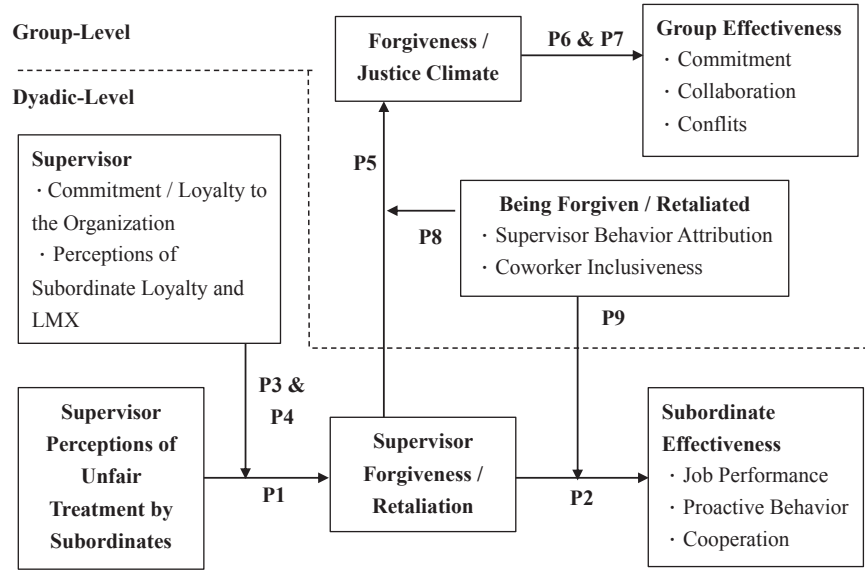 Group-Level
Dyadic-Level
Forgiveness /
Justice Climate
P6 & P7
Group Effectiveness
· Commitment
· Collaboration
· Conflits
Supervisor
· Commitment / Loyalty to
the Organization
· Perceptions of
Subordinate Loyalty and
LMX
P5
Being Forgiven / Retaliated
· Supervisor Behavior Attribution
· Coworker Inclusiveness
P8
P9
P3 &
P4
Supervisor
Perceptions of
Unfair
Treatment by
Subordinates
P1
Supervisor
Forgiveness /
Retaliation
P2
Subordinate
Effectiveness
· Job Performance
· Proactive Behavior
· Cooperation